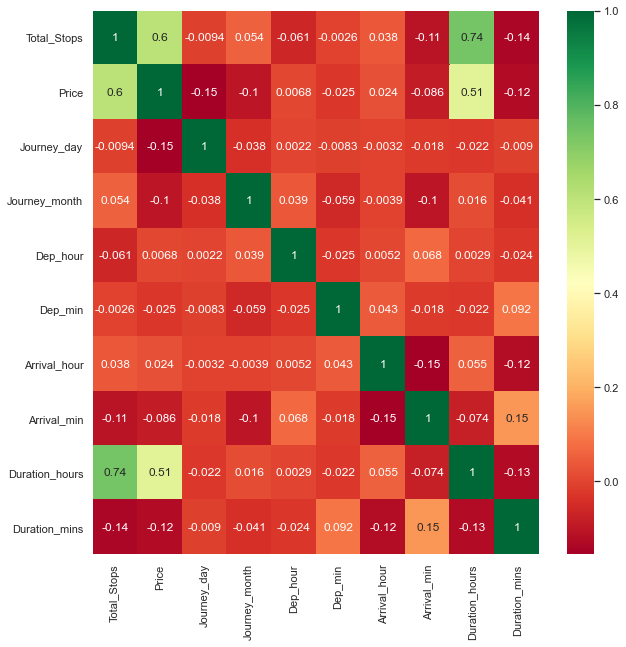 Total_Stops 1 0.6 -0.0094 0.054 -0.061 -0.0026 0.038 -0.11 0.74 -0.14
Price 0.6 1 -0.15 -0.1 0.0068 -0.025 0.024 -0.086 0.51 -0.12
Journey_day -0.0094 -0.15 1 -0.038 0.0022 -0.0083 -0.0032 -0.018 -0.022 -0.009
Journey_month 0.054 -0.1 -0.038 1 0.039 -0.059 -0.0039 -0.1 0.016 -0.041
Dep_hour -0.061 0.0068 0.0022 0.039 1 -0.025 0.0052 0.068 0.0029 -0.024
Dep_min -0.0026 -0.025 -0.0083 -0.059 -0.025 1 0.043 -0.018 -0.022 0.092
Arrival_hour 0.038 0.024 -0.0032 -0.0039 0.0052 0.043 1 -0.15 0.055 -0.12
Arrival_min -0.11 -0.086 -0.018 -0.1 0.068 -0.018 -0.15 1 -0.074 0.15
Duration_hours 0.74 0.51 -0.022 0.016 0.0029 -0.022 0.055 -0.074 1 -0.13
Duration_mins -0.14 -0.12 -0.009 -0.041 -0.024 0.092 -0.12 0.15 -0.13 1
Total_Stops
Price
Journey_day
Journey_month
Dep_hour
Dep_min
Arrival_hour
Arrival_min
Duration_hours
Duration_mins
1.0
0.8
0.6
0.4
0.2
0.0